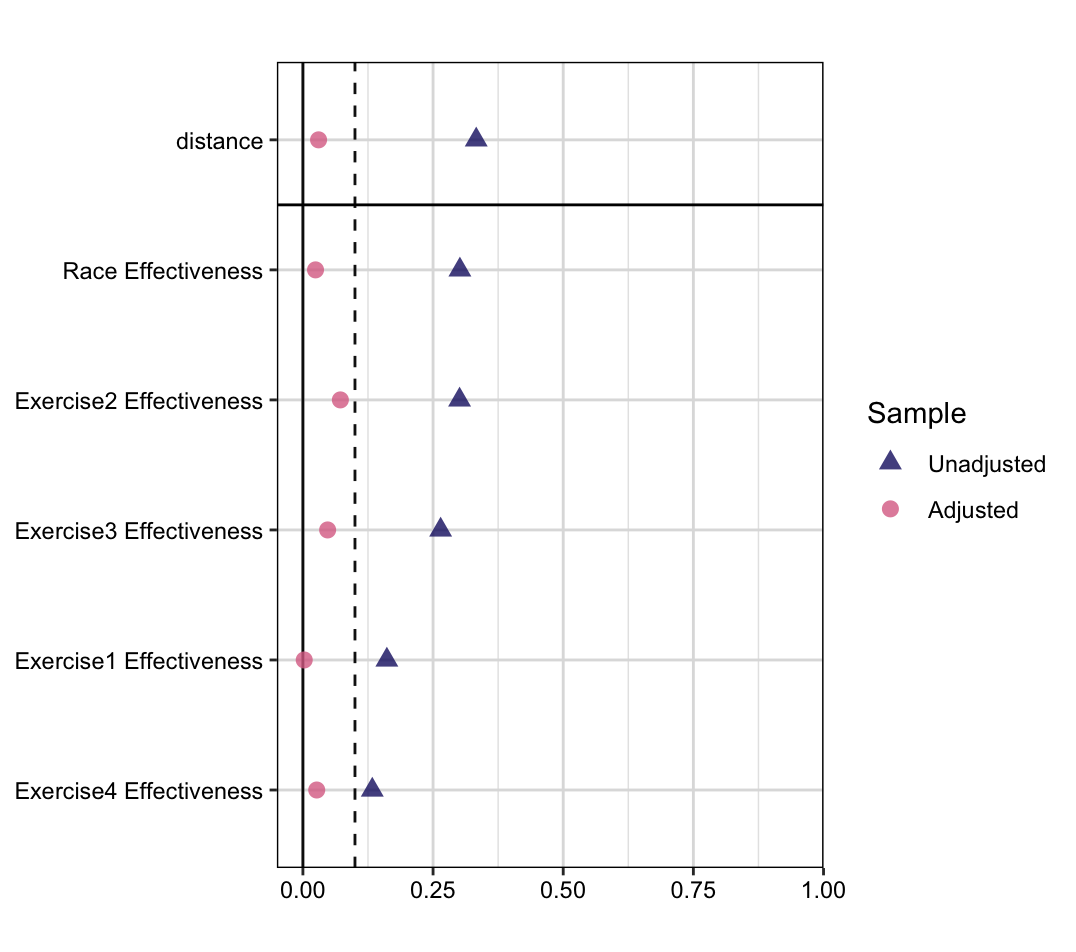 distance
Race Effectiveness
Exercise2 Effectiveness
Exercise3 Effectiveness
Exercise1 Effectiveness
Exercise4 Effectiveness
0.00 0.25 0.50 0.75 1.00
Sample
Unadjusted
Adjusted